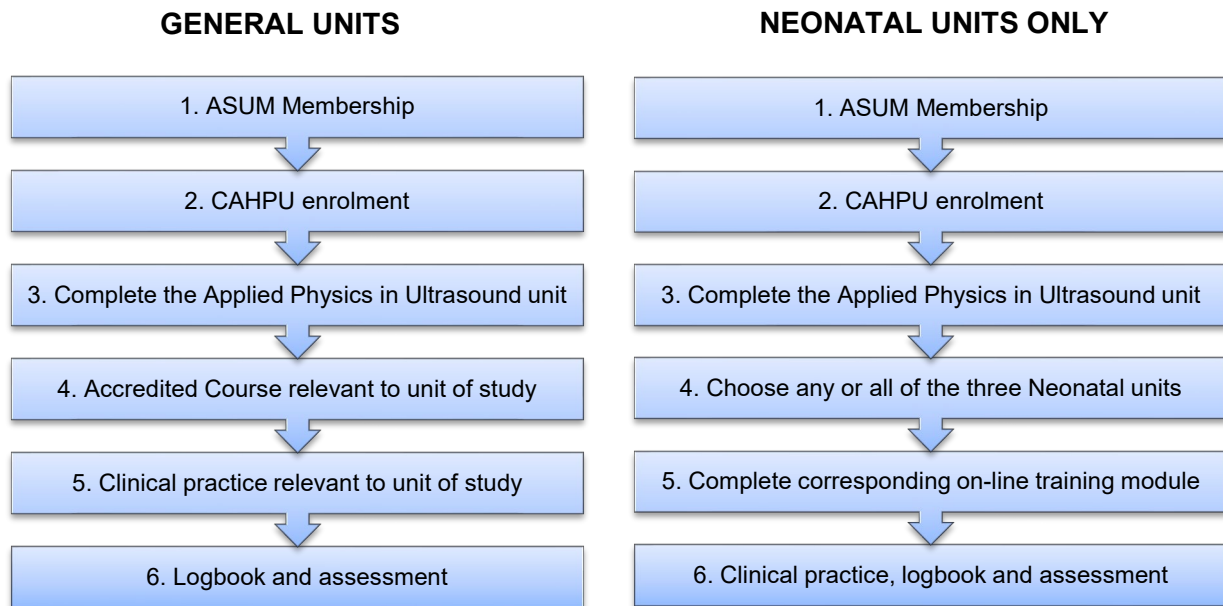 GENERAL UNITS
1. ASUM Membership
2. CAHPU enrolment
3. Complete the Applied Physics in Ultrasound unit
4. Accredited Course relevant to unit of study
5. Clinical practice relevant to unit of study
6. Logbook and assessment
NEONATAL UNITS ONLY
1. ASUM Membership
2. CAHPU enrolment
3. Complete the Applied Physics in Ultrasound unit
4. Choose any or all of the three Neonatal units
5. Complete corresponding on-line training module
6. Clinical practice, logbook and assessment